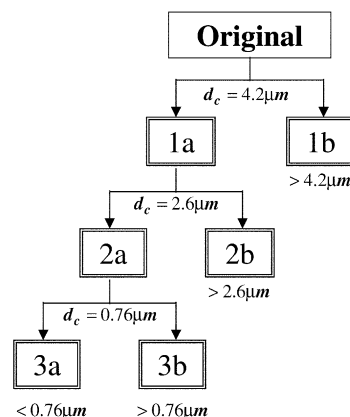 Original
d_c = 4.2μm
1a 1b
> 4.2μm
d_c = 2.6μm
2a 2b
> 2.6μm
d_c = 0.76μm
3a 3b
< 0.76μm > 0.76μm